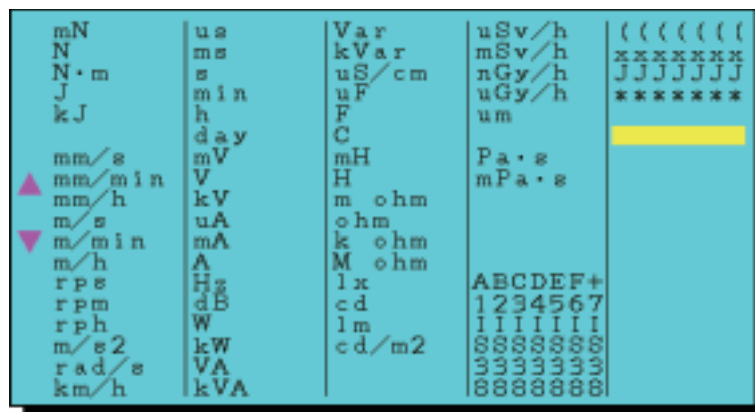 mN
N
N·m
J
kJ
mm/s
mm/min
mm/h
m/s
m/min
m/h
rps
rpm
rph
m/s2
rad/s
km/h
us
ms
s
min
h
day
mV
V
kV
uA
mA
A
Hz
dB
W
kW
VA
kVA
Var
kVar
uS/cm
uF
F
C
mH
H
m ohm
ohm
k ohm
M ohm
lx
cd
lm
cd/m2
uSv/h
mSv/h
nGy/h
uGy/h
um
Pa·s
mPa·s
ABCDEF+
1234567
IIIIIII
8888888
3333333
8888888
(((((((
xxxxxxx
JJJJJJJ
*******